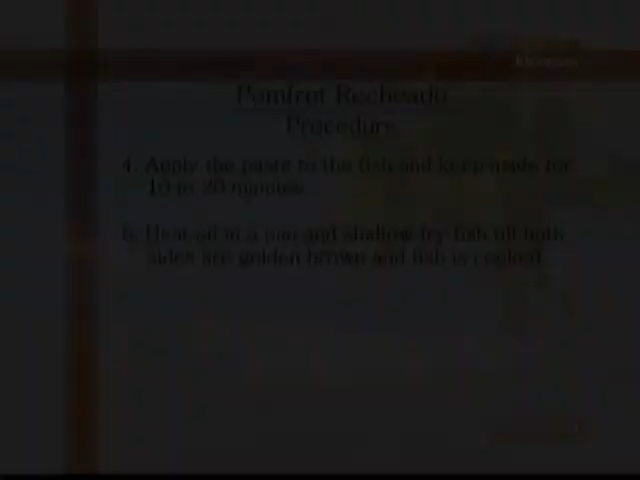 Pomfret Recheado
Procedure
4. Apply the paste to the fish and keep aside for
10 to 20 minutes
5. Heat oil in a pan and shallow fry fish till both
sides are golden brown and fish is cooked